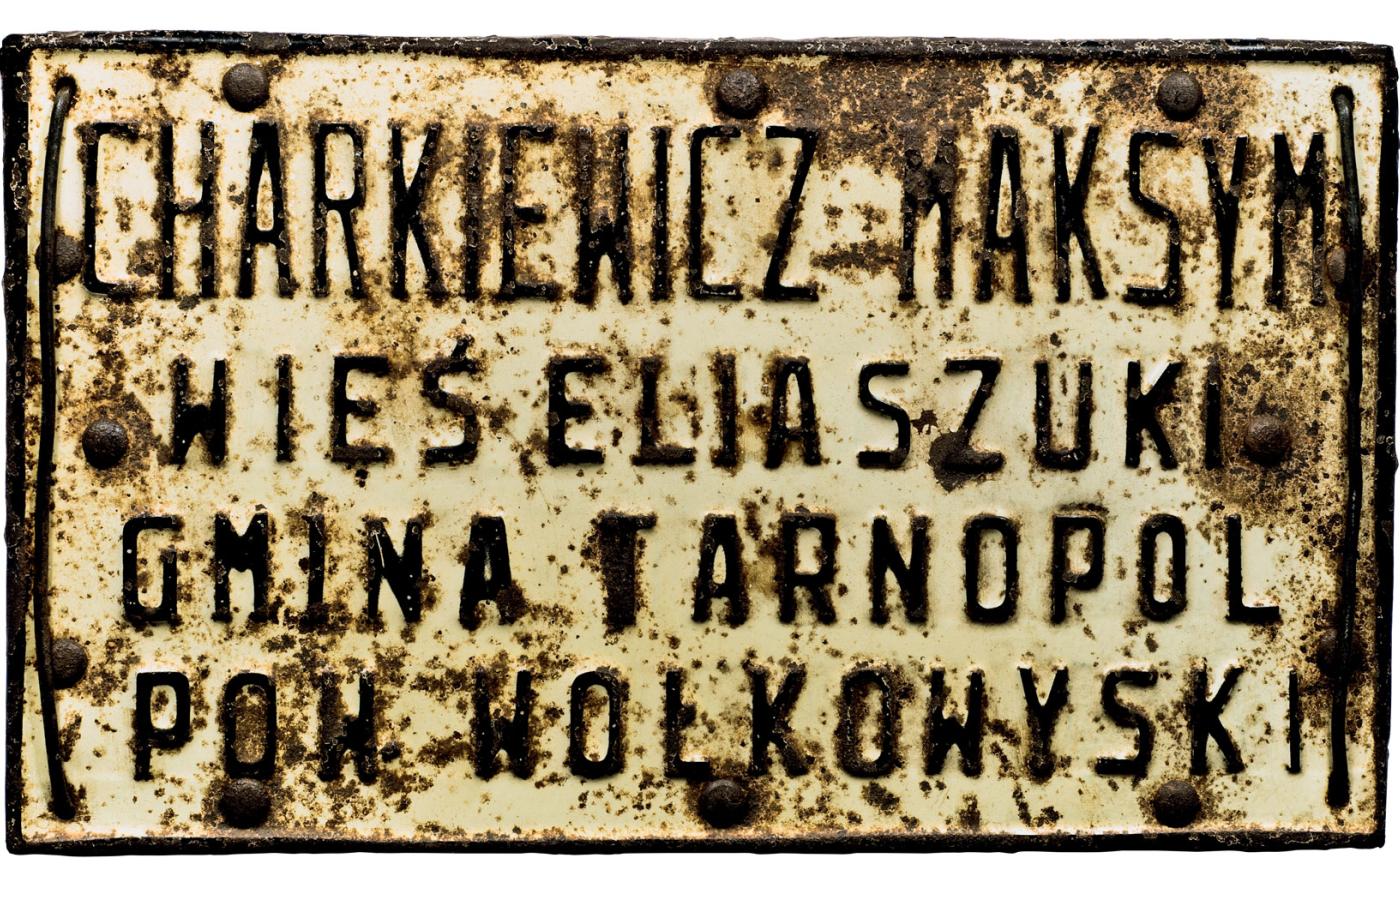 CHARKIEWICZ MAKSYM
WIEŚ ELIASZUKI
GMINA TARNOPOL
POW WOŁKOWYSKI